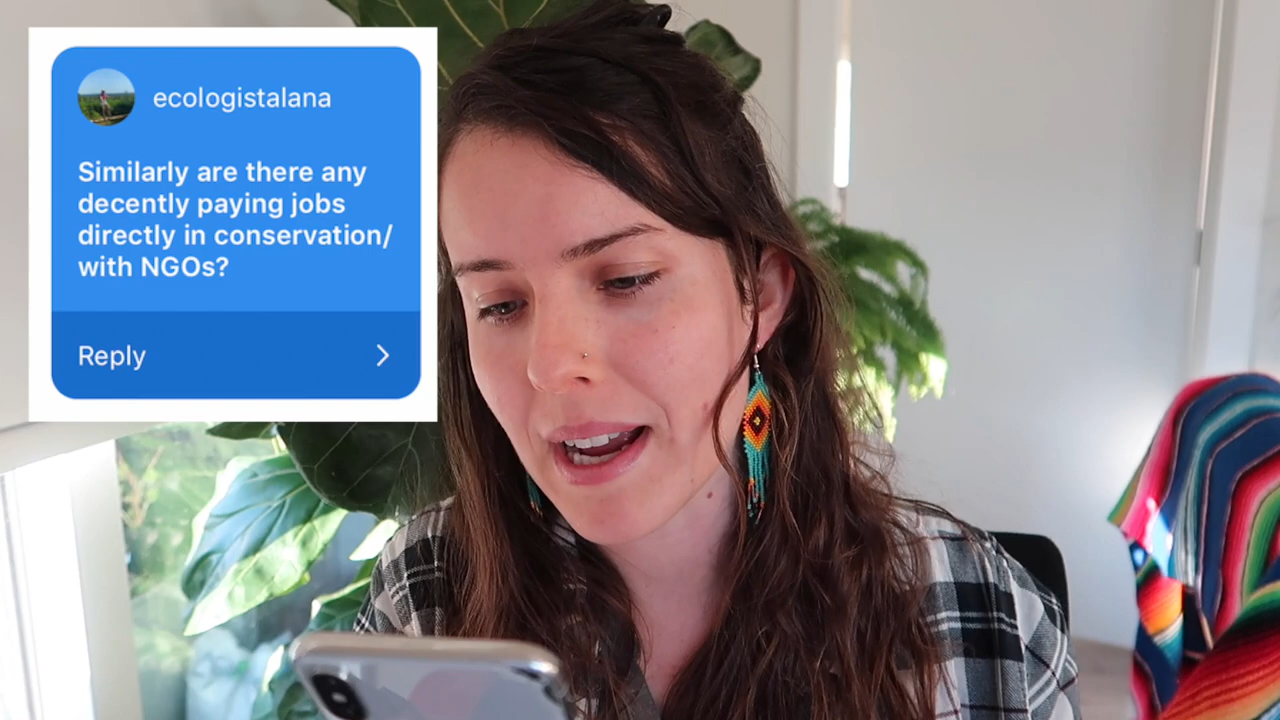 ecologistalana
Similarly are there any
decently paying jobs
directly in conservation/
with NGOs?
Reply